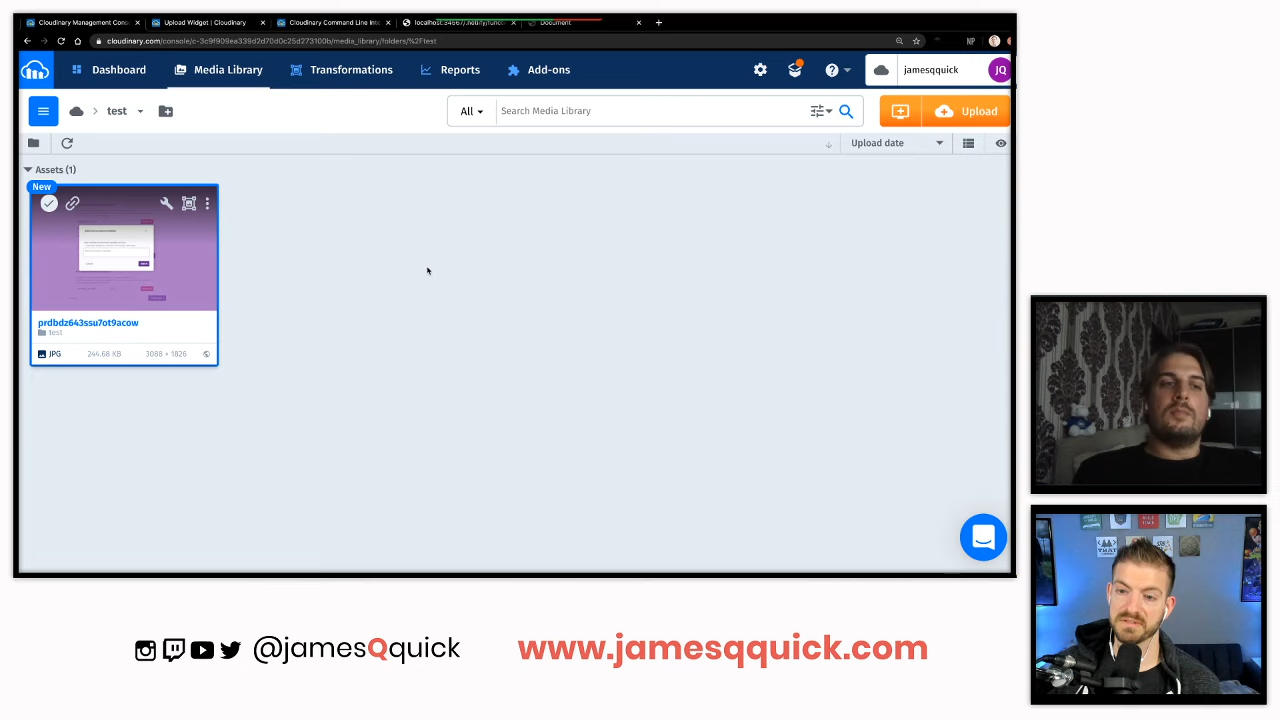 Cloudinary Management Cons
Upload Widget | Cloudinary
Cloudinary Command Line Inte
Document
cloudinary.com/console/c-3c9f909ea339d2d70d0c25d273100b/media_library/folders/%2Ftest
NP
Dashboard
Media Library
Transformations
Reports
Add-ons
jamesqquick
JQ
test
All
Search Media Library
Upload
Upload date
Assets (1)
New
prdbdz643ssu7ot9acow
test
JPG
244.68 KB
3088 × 1826
@jamesQquick
www.jamesqquick.com